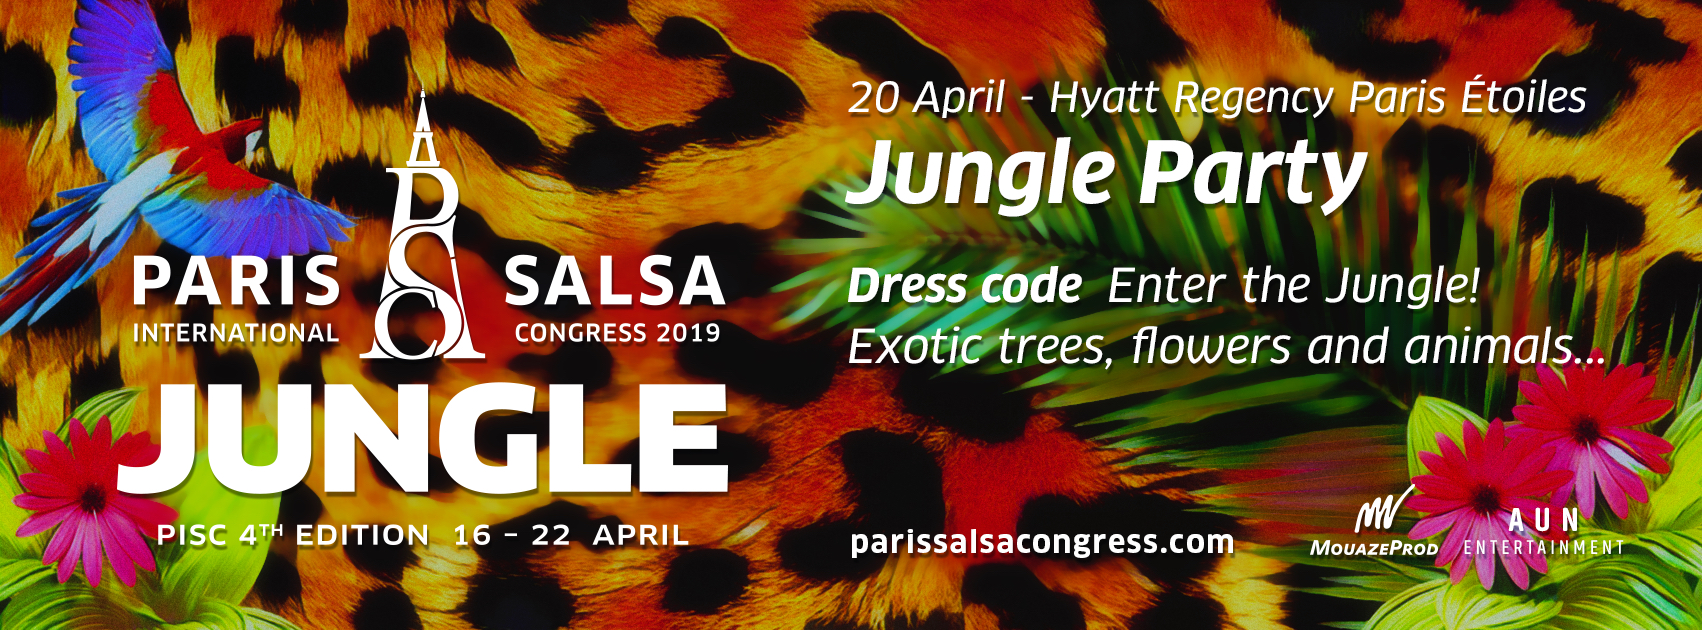 PARIS SALSA
INTERNATIONAL CONGRESS 2019
PSC
JUNGLE
PISC 4TH EDITION 16 – 22 APRIL
20 April - Hyatt Regency Paris Étoiles
Jungle Party
Dress code Enter the Jungle!
Exotic trees, flowers and animals...
parissalsacongress.com
MOUAZEPROD
AUN
ENTERTAINMENT